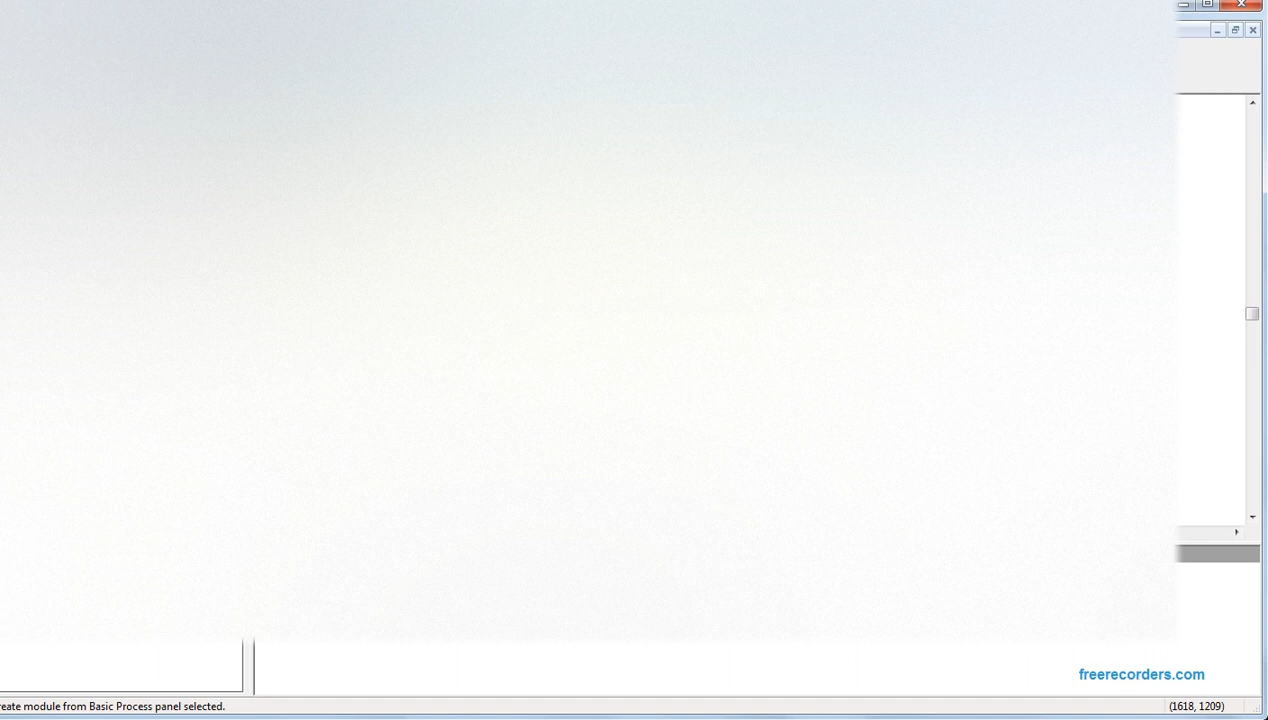 freerecorders.com
reate module from Basic Process panel selected.
(1618, 1209)